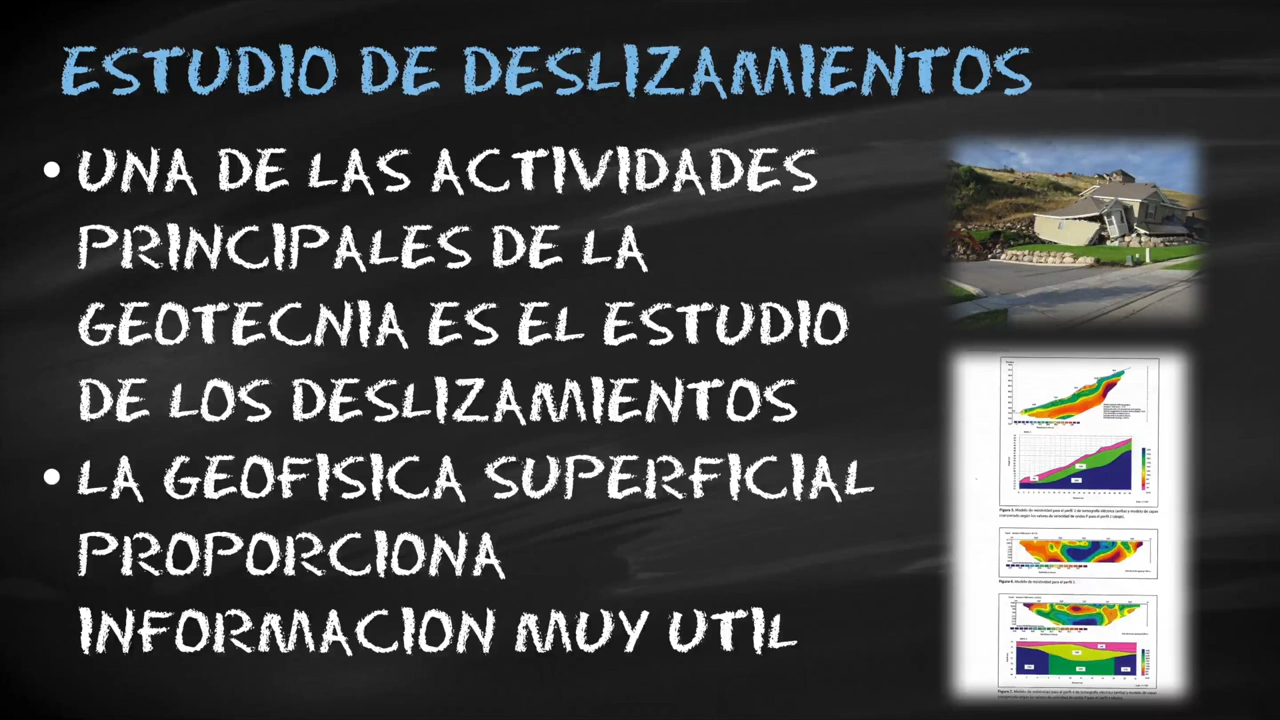 ESTUDIO DE DESLIZAMIENTOS
• UNA DE LAS ACTIVIDADES
PRINCIPALES DE LA
GEOTECNIA ES EL ESTUDIO
DE LOS DESLIZAMIENTOS
• LA GEOFISICA SUPERFICIAL
PROPORCIONA
INFORMACION MUY UTIL